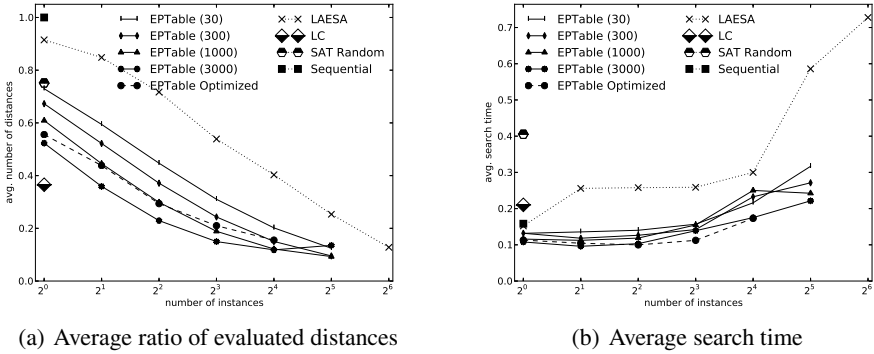 1.0
0.8
0.6
0.4
0.2
0.0
avg. number of distances
EPTable (30)
EPTable (300)
EPTable (1000)
EPTable (3000)
EPTable Optimized
LAESA
LC
SAT Random
Sequential
2^0 2^1 2^2 2^3 2^4 2^5 2^6
number of instances
(a) Average ratio of evaluated distances
0.7
0.6
0.5
0.4
0.3
0.2
0.1
0.0
avg. search time
EPTable (30)
EPTable (300)
EPTable (1000)
EPTable (3000)
EPTable Optimized
LAESA
LC
SAT Random
Sequential
2^0 2^1 2^2 2^3 2^4 2^5 2^6
number of instances
(b) Average search time